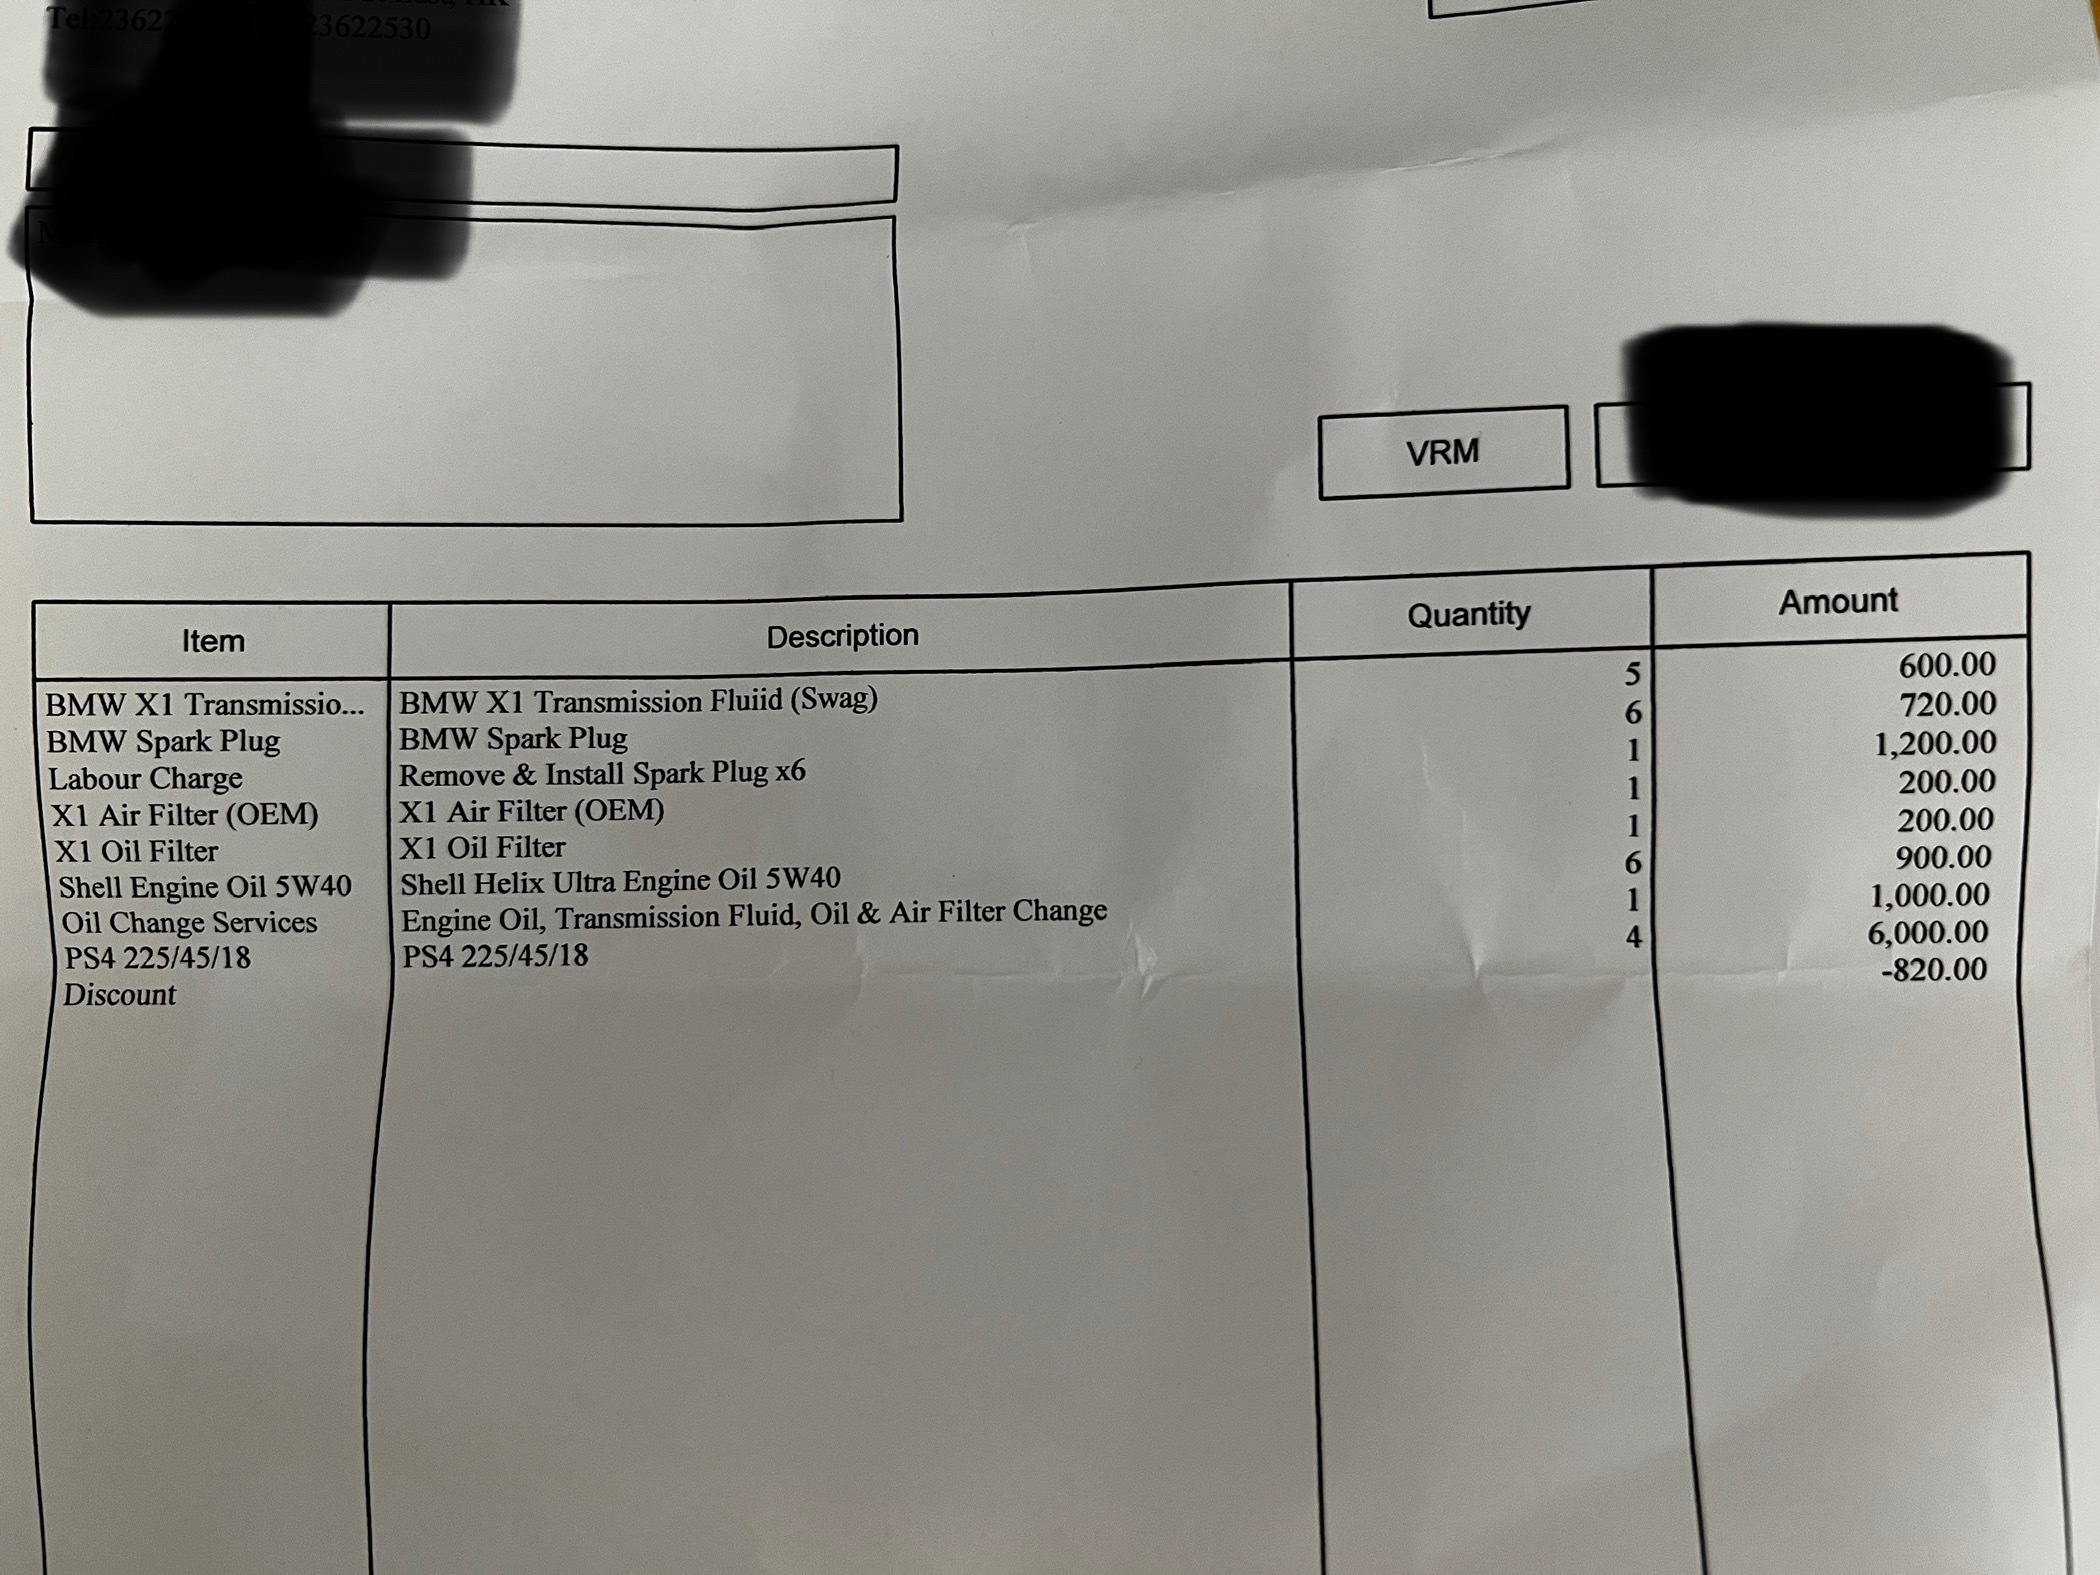 23622530
VRM
Item Description Quantity Amount
BMW X1 Transmissio... BMW X1 Transmission Fluiid (Swag) 5 600.00
BMW Spark Plug BMW Spark Plug 6 720.00
Labour Charge Remove & Install Spark Plug x6 1 1,200.00
X1 Air Filter (OEM) X1 Air Filter (OEM) 1 200.00
X1 Oil Filter X1 Oil Filter 1 200.00
Shell Engine Oil 5W40 Shell Helix Ultra Engine Oil 5W40 6 900.00
Oil Change Services Engine Oil, Transmission Fluid, Oil & Air Filter Change 1 1,000.00
PS4 225/45/18 PS4 225/45/18 4 6,000.00
Discount -820.00